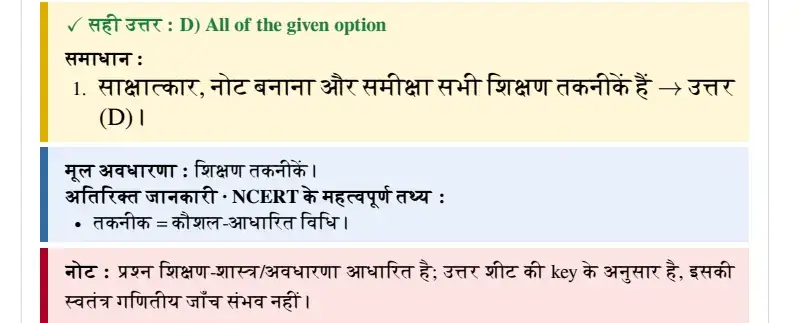 ✓ सही उत्तर : D) All of the given option
समाधान :
1. साक्षात्कार, नोट बनाना और समीक्षा सभी शिक्षण तकनीकें हैं → उत्तर
(D)।
मूल अवधारणा : शिक्षण तकनीकें।
अतिरिक्त जानकारी · NCERT के महत्वपूर्ण तथ्य :
• तकनीक = कौशल-आधारित विधि।
नोट : प्रश्न शिक्षण-शास्त्र/अवधारणा आधारित है; उत्तर शीट की key के अनुसार है, इसकी
स्वतंत्र गणितीय जाँच संभव नहीं।